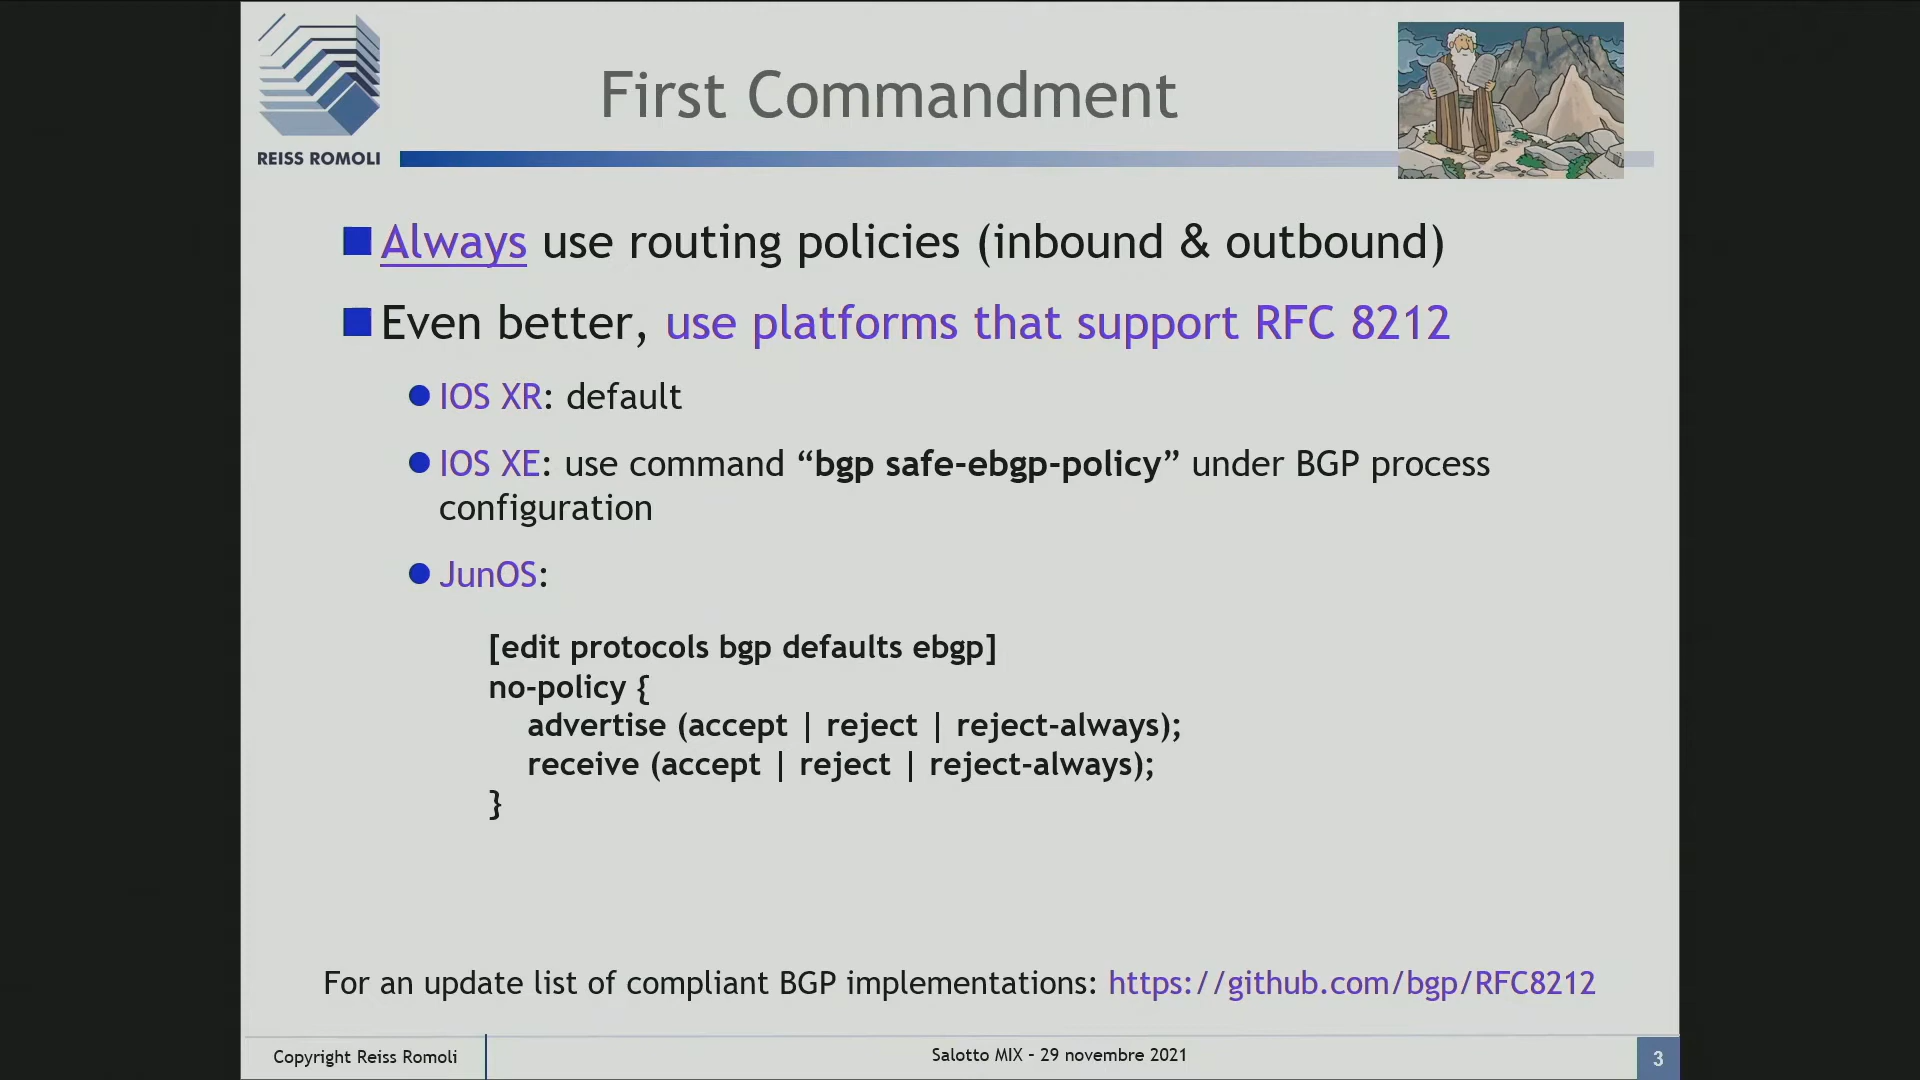 First Commandment
REISS ROMOLI
Always use routing policies (inbound & outbound)
Even better, use platforms that support RFC 8212
IOS XR: default
IOS XE: use command “bgp safe-ebgp-policy” under BGP process
configuration
JunOS:
[edit protocols bgp defaults ebgp]
no-policy {
advertise (accept | reject | reject-always);
receive (accept | reject | reject-always);
}
For an update list of compliant BGP implementations: https://github.com/bgp/RFC8212
Copyright Reiss Romoli
Salotto MIX – 29 novembre 2021
3